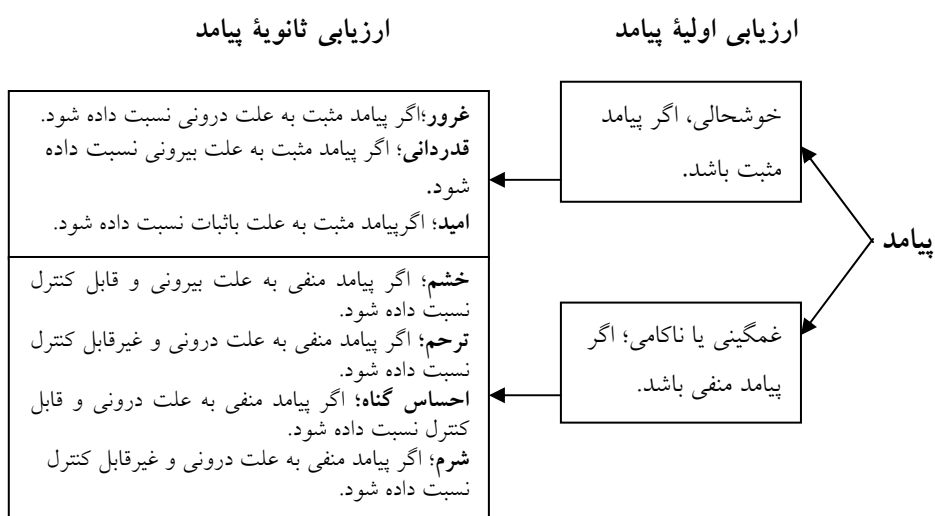 ارزیابی اولیۀ پیامد
ارزیابی ثانویۀ پیامد
پیامد
خوشحالی، اگر پیامد
مثبت باشد.
غمگینی یا ناکامی؛ اگر
پیامد منفی باشد.
غرور؛اگر پیامد مثبت به علت درونی نسبت داده شود.
قدردانی؛ اگر پیامد مثبت به علت بیرونی نسبت داده
شود.
امید؛ اگرپیامد مثبت به علت باثبات نسبت داده شود.
خشم؛ اگر پیامد منفی به علت بیرونی و قابل کنترل
نسبت داده شود.
ترحم؛ اگر پیامد منفی به علت درونی و غیرقابل کنترل
نسبت داده شود.
احساس گناه؛ اگر پیامد منفی به علت درونی و قابل
کنترل نسبت داده شود.
شرم؛ اگر پیامد منفی به علت درونی و غیرقابل کنترل
نسبت داده شود.